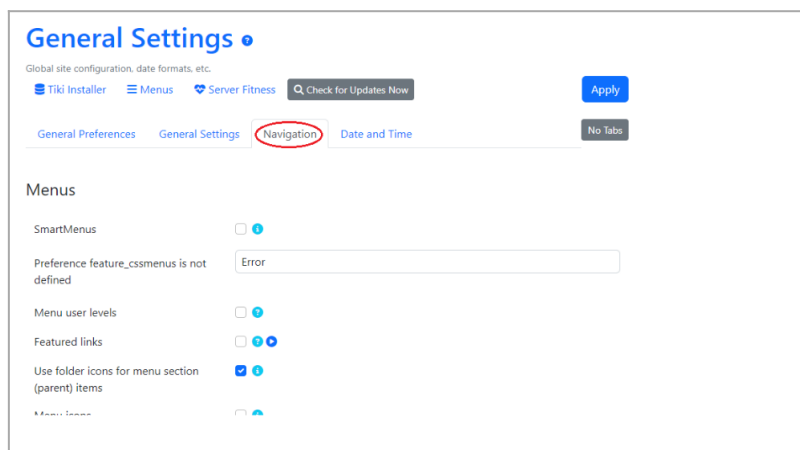 General Settings
Global site configuration, date formats, etc.
Tiki Installer Menus Server Fitness Check for Updates Now Apply
General Preferences General Settings Navigation Date and Time No Tabs
Menus
SmartMenus
Preference feature_cssmenus is not Error
defined
Menu user levels
Featured links
Use folder icons for menu section
(parent) items
Menu icons